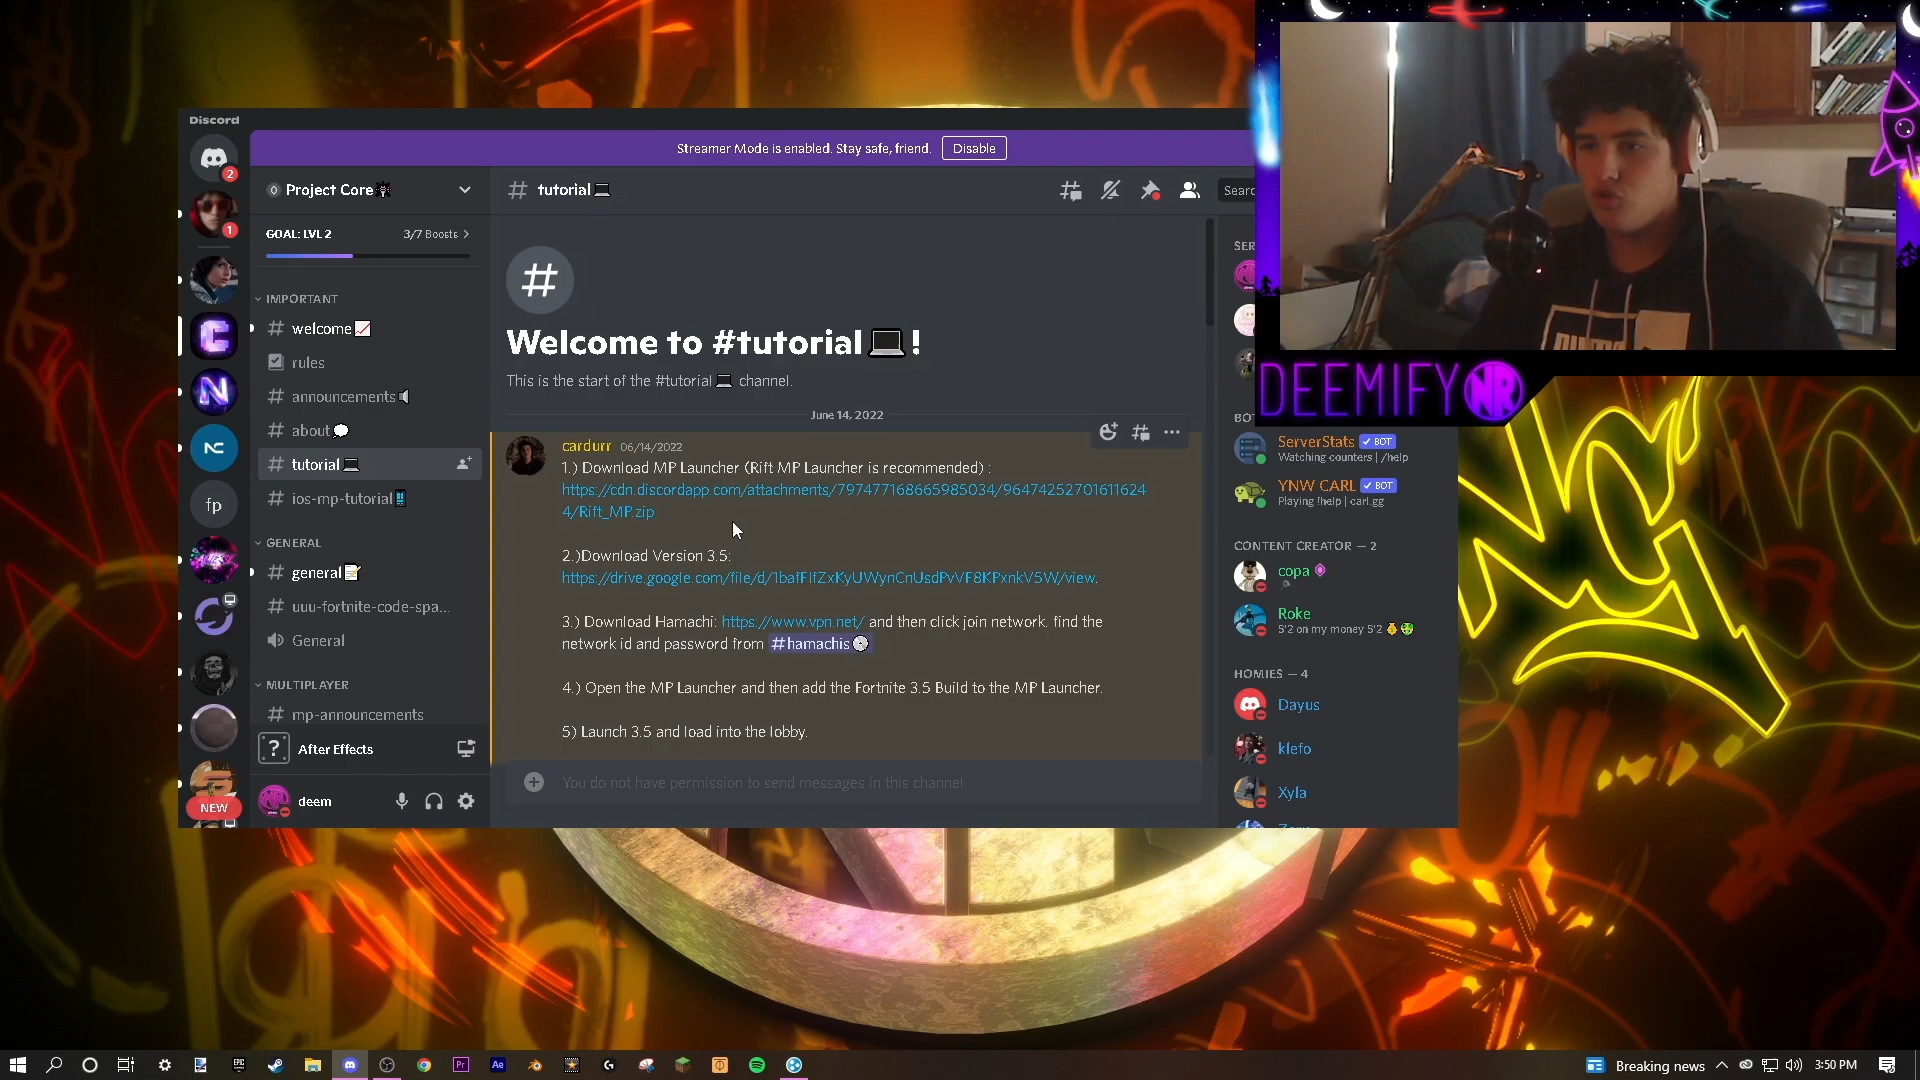 Discord
Streamer Mode is enabled. Stay safe, friend.
Disable
2
1
fp
NEW
Project Core
GOAL: LVL 2
3/7 Boosts
IMPORTANT
welcome
rules
announcements
about
tutorial
ios-mp-tutorial
GENERAL
general
uuu-fortnite-code-spa...
General
MULTIPLAYER
mp-announcements
After Effects
deem
tutorial
Welcome to #tutorial !
This is the start of the #tutorial channel.
June 14, 2022
cardurr 06/14/2022
1.) Download MP Launcher (Rift MP Launcher is recommended) :
https://cdn.discordapp.com/attachments/797477168665985034/96474252701611624
4/Rift_MP.zip
2.)Download Version 3.5:
https://drive.google.com/file/d/1bafFIfZxKyUWynCnUsdPvVF8KPxnkV5W/view.
3.) Download Hamachi: https://www.vpn.net/ and then click join network. find the
network id and password from #hamachis
4.) Open the MP Launcher and then add the Fortnite 3.5 Build to the MP Launcher.
5) Launch 3.5 and load into the lobby.
You do not have permission to send messages in this channel.
Searc
SER
BOT
ServerStats BOT
Watching counters | /help
YNW CARL BOT
Playing !help | carl.gg
CONTENT CREATOR — 2
copa
Roke
5'2 on my money 5'2
HOMIES — 4
Dayus
klefo
Xyla
DEEMIFY NR
EPIC
Pr
Ae
Breaking news
3:50 PM